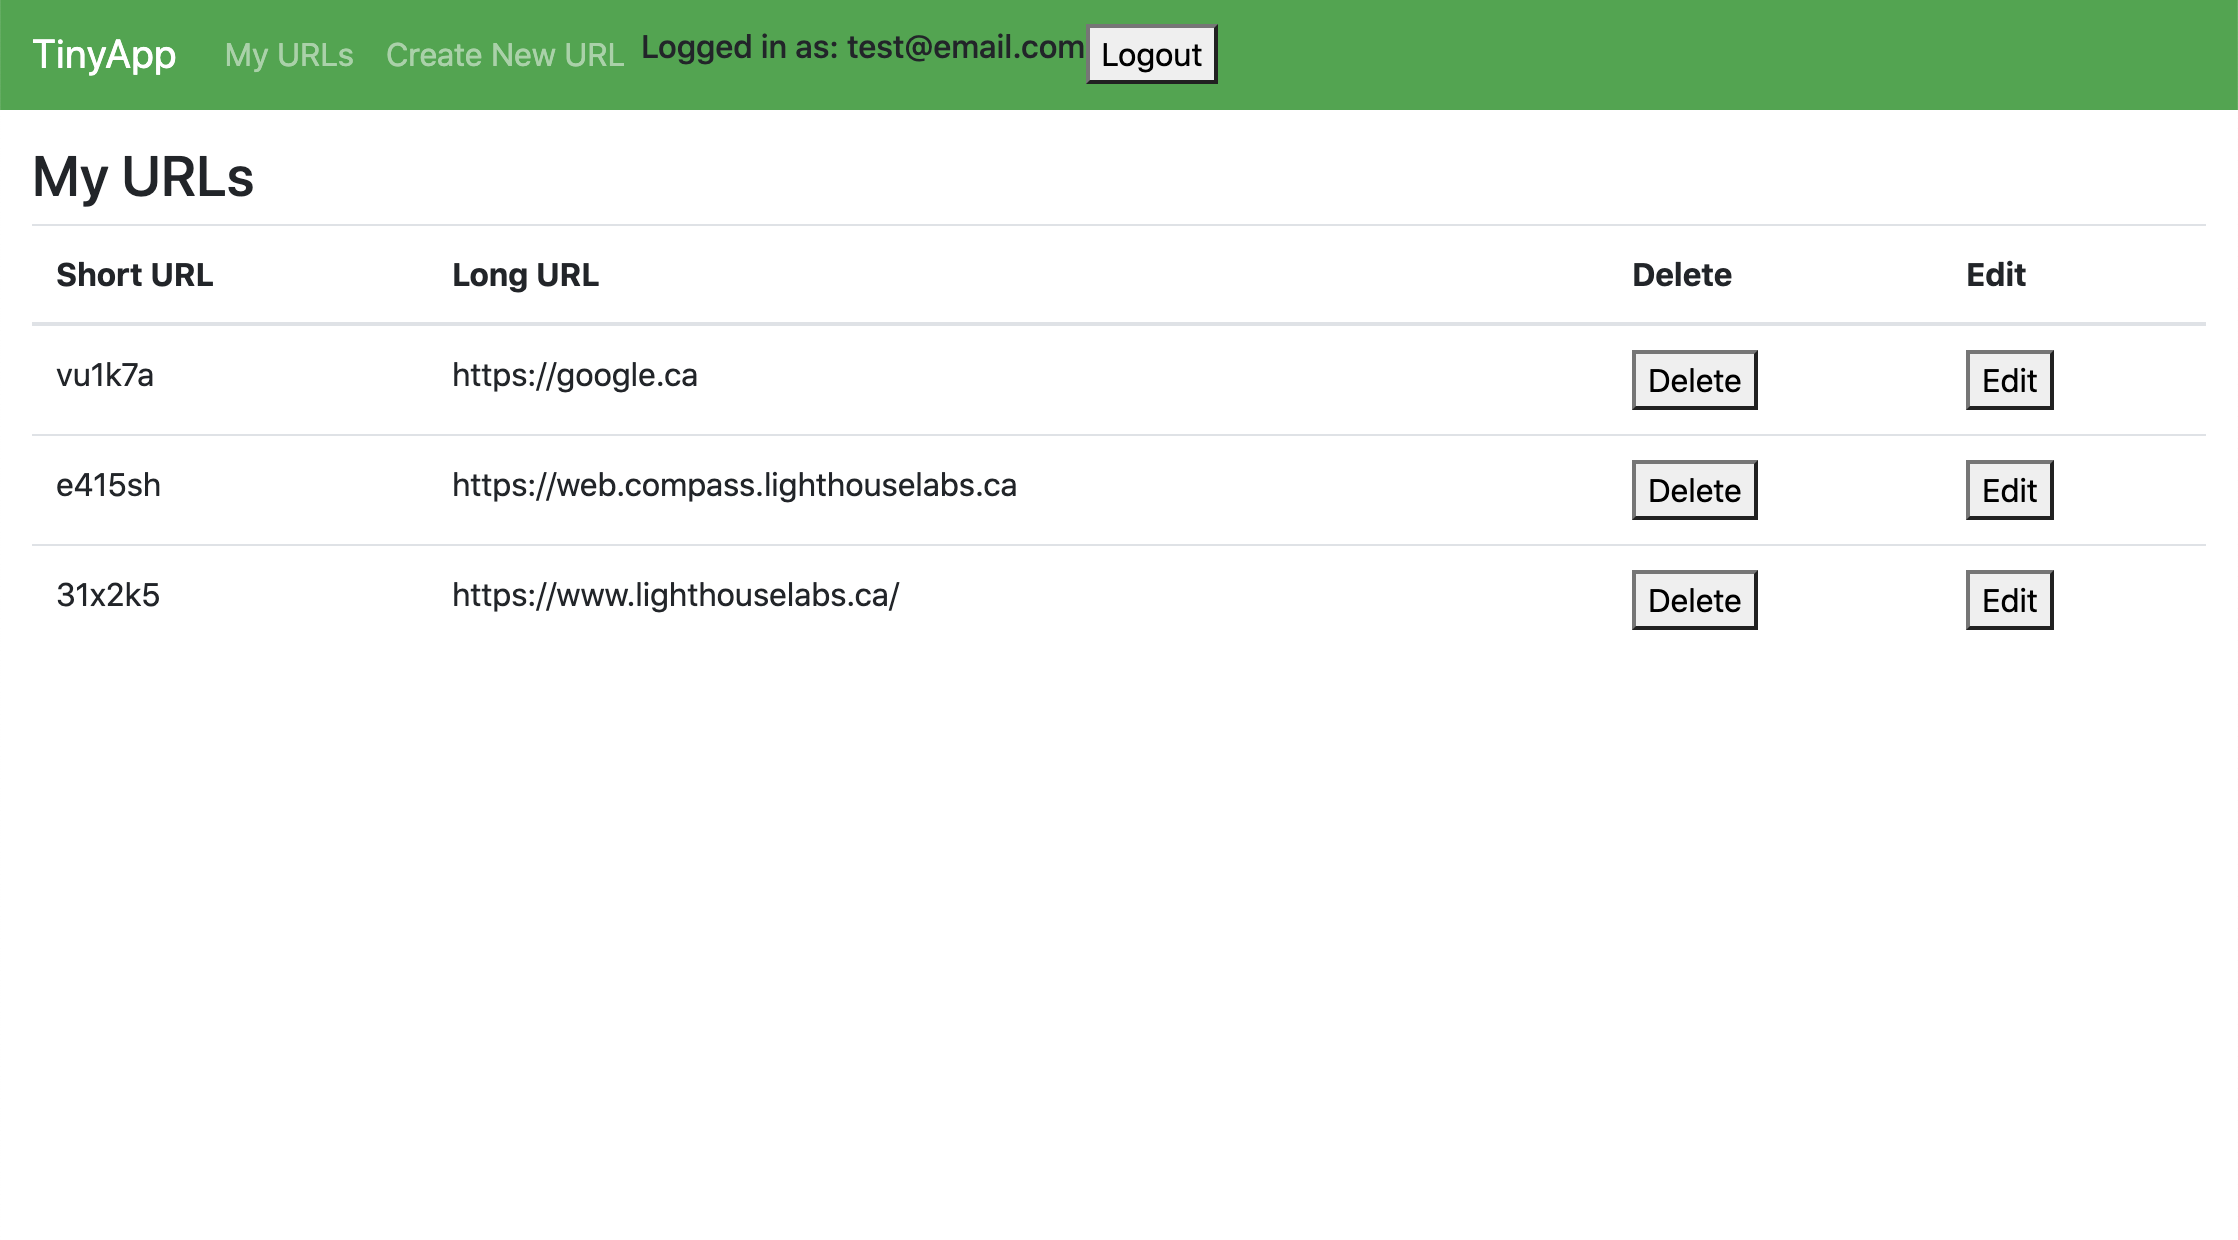 TinyApp My URLs Create New URL Logged in as: test@email.com Logout
My URLs
Short URL Long URL Delete Edit
vu1k7a https://google.ca Delete Edit
e415sh https://web.compass.lighthouselabs.ca Delete Edit
31x2k5 https://www.lighthouselabs.ca/ Delete Edit